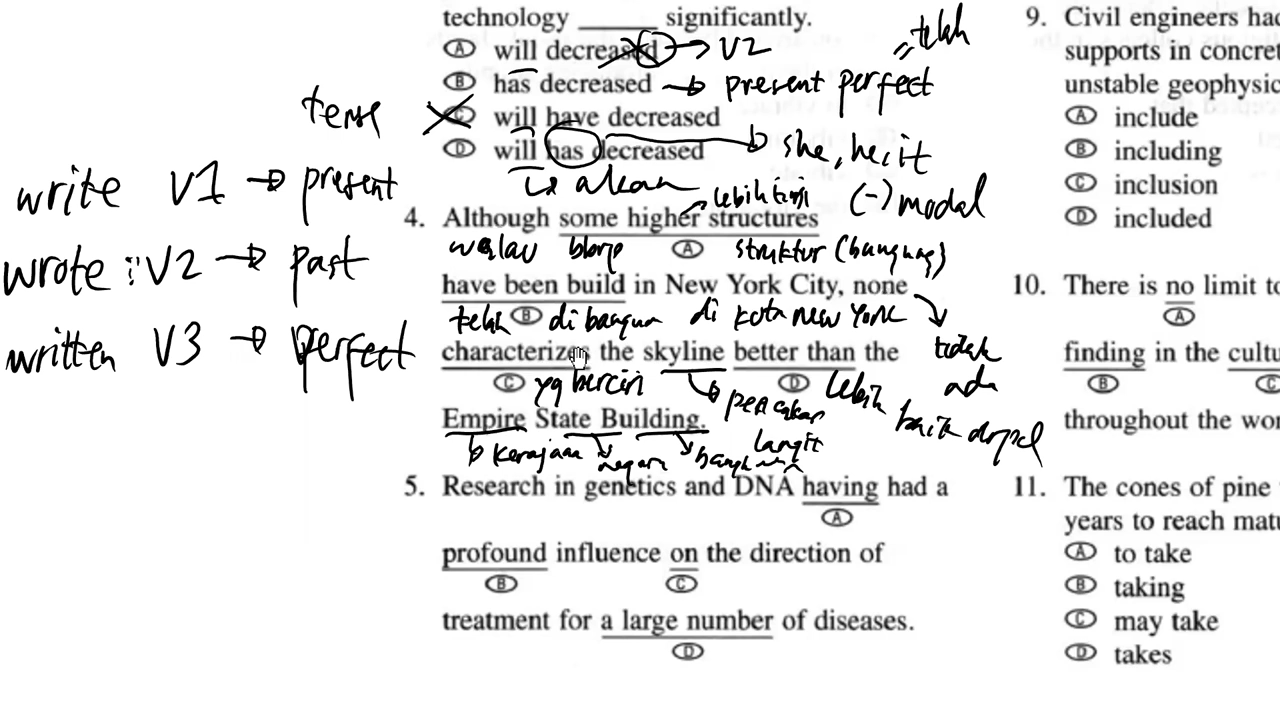 technology ______ significantly.
A will decreased → V2
" telah
B has decreased → present perfect
C will have decreased
D will has decreased → she, he, it
↳ akan
(-) modal
tense
write V1 → present
wrote : V2 → past
written V3 → perfect
4. Although some higher structures
lebih tinggi
A struktur
have been build in New York City, none
telah B di bangun di kota new York
characterizes the skyline better than the
tidak ada
C yg berciri D lebih baik drpd
pencakar langit
Empire State Building.
kerajaan negara
5. Research in genetics and DNA having had a
A
profound influence on the direction of
B C
treatment for a large number of diseases.
D
9. Civil engineers had
supports in concret
unstable geophysic
A include
B including
C inclusion
D included
10. There is no limit to
A
finding in the cultu
B C
throughout the wor
11. The cones of pine
years to reach matu
A to take
B taking
C may take
D takes